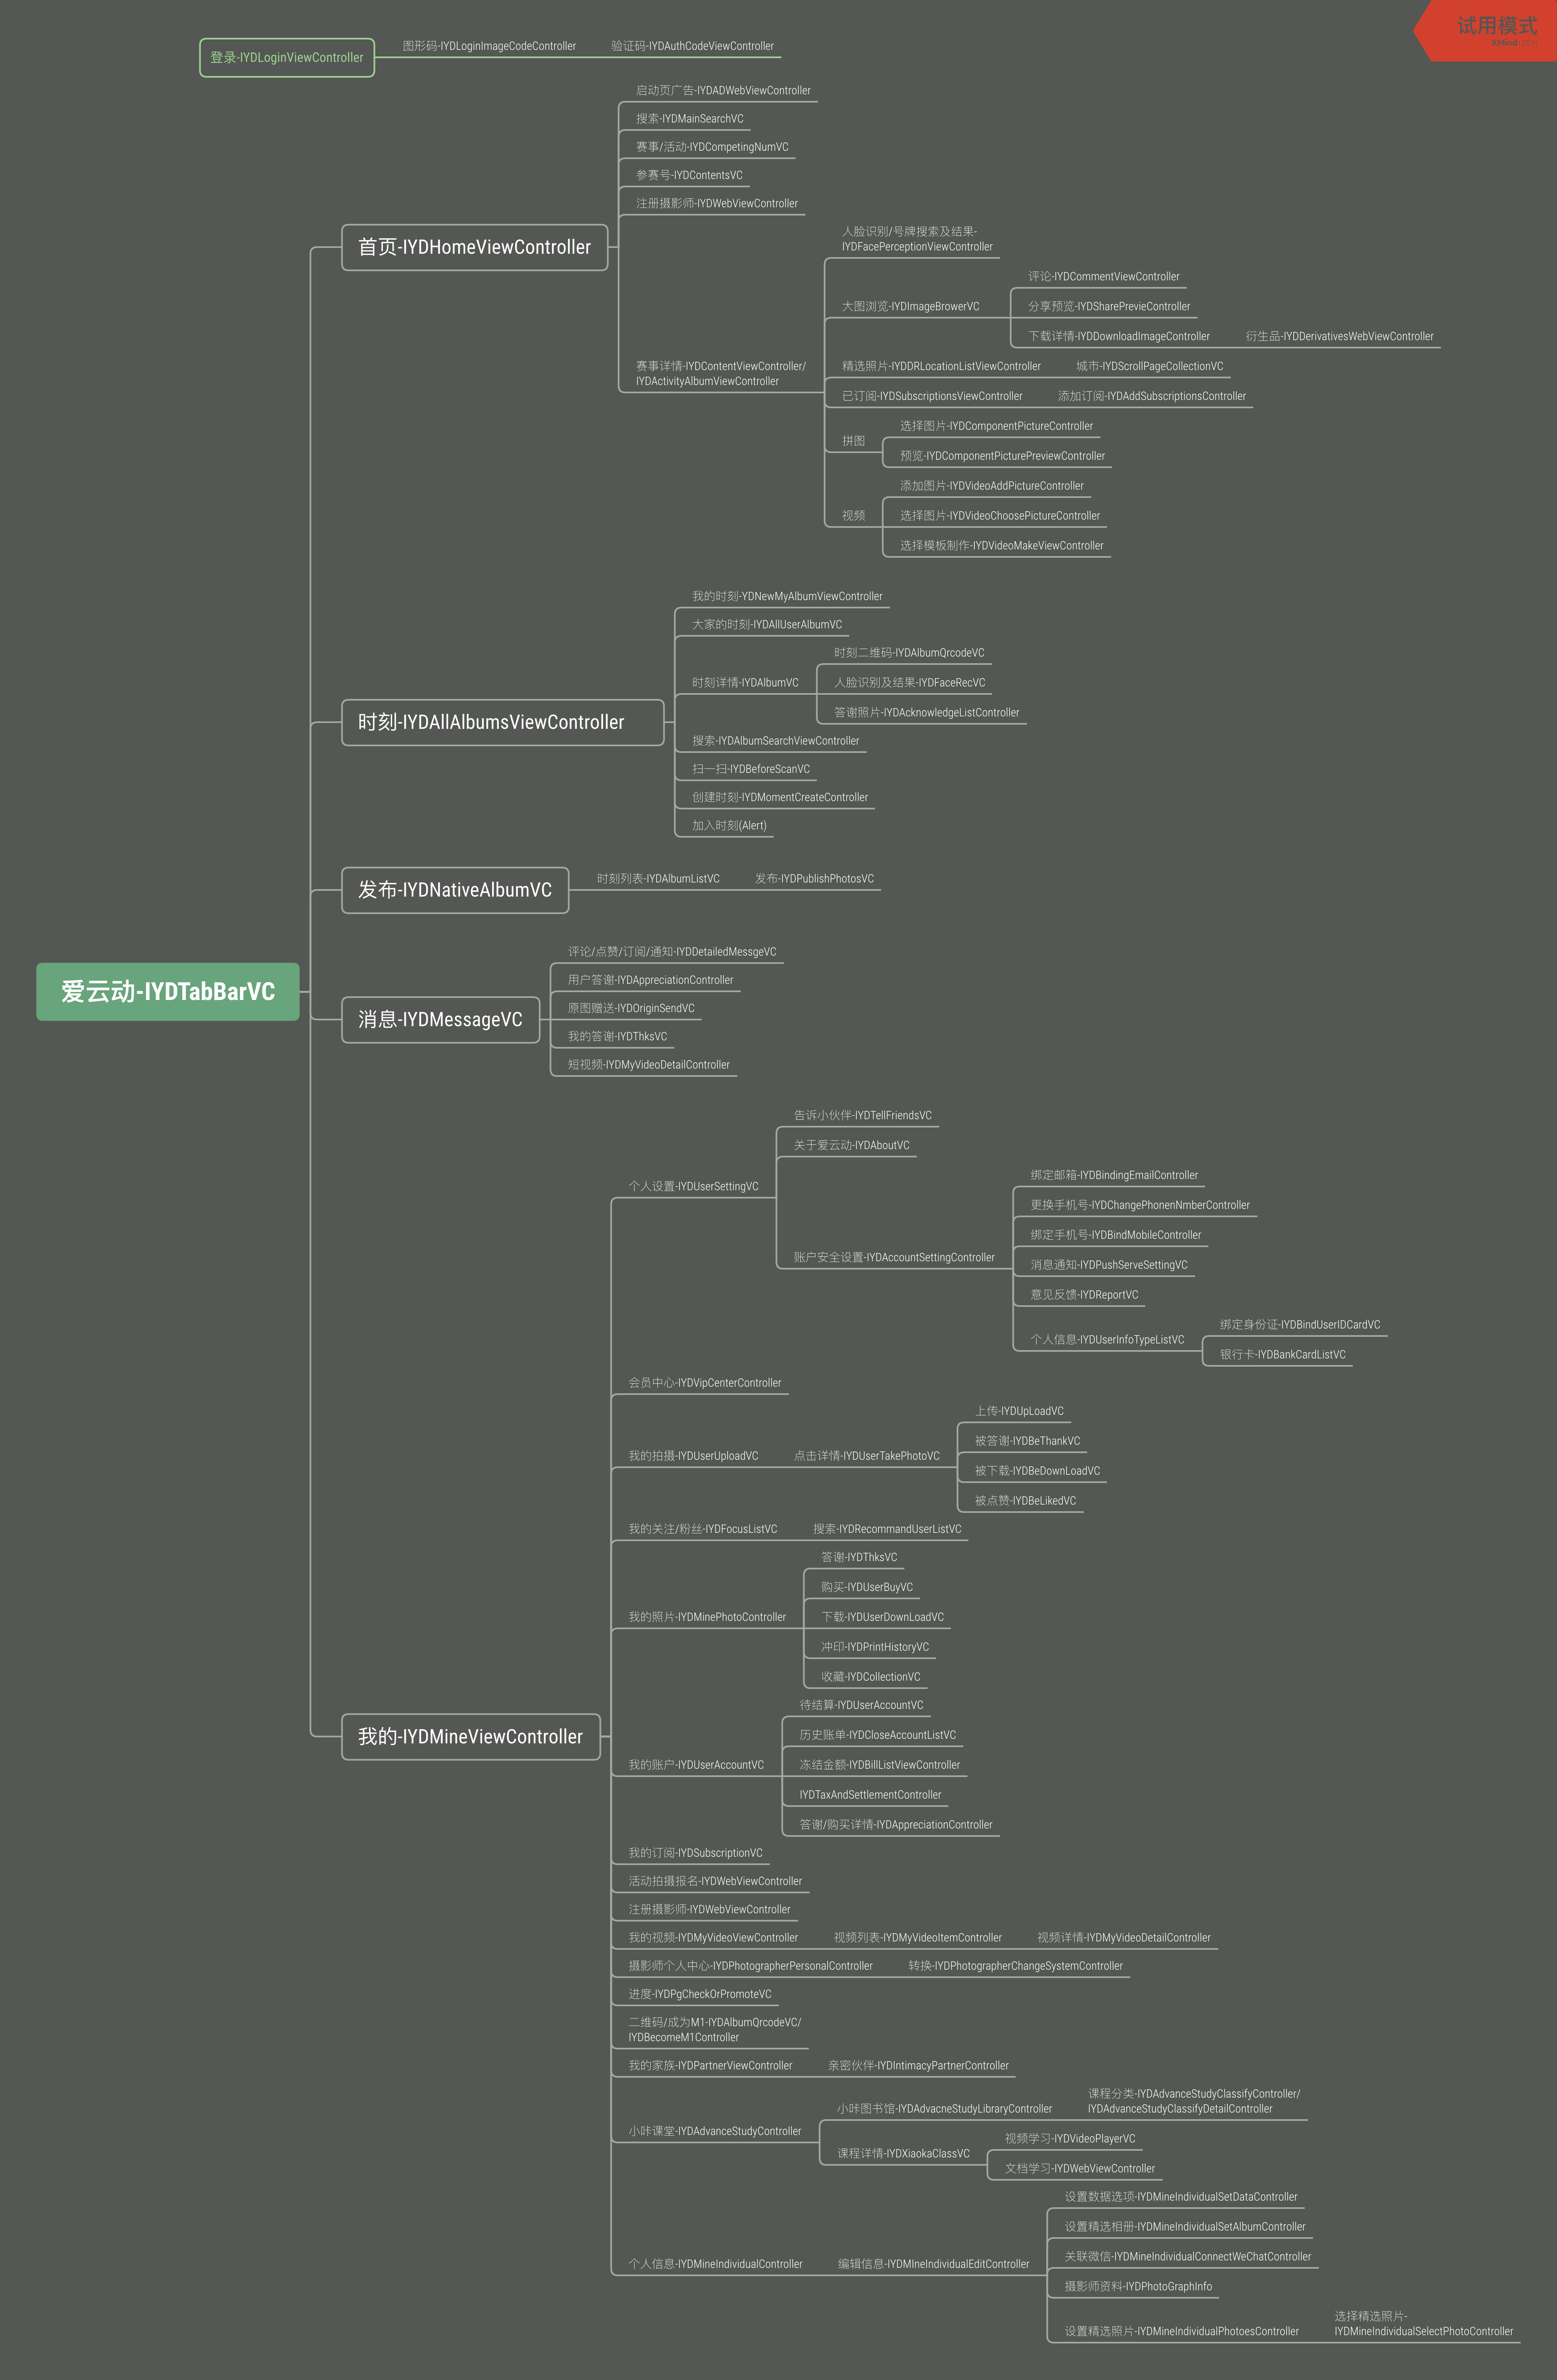 试用模式
XMind:ZEN
登录-IYDLoginViewController
图形码-IYDLoginImageCodeController
验证码-IYDAuthCodeViewController
爱云动-IYDTabBarVC
首页-IYDHomeViewController
启动页广告-IYDADWebViewController
搜索-IYDMainSearchVC
赛事/活动-IYDCompetingNumVC
参赛号-IYDContentsVC
注册摄影师-IYDWebViewController
赛事详情-IYDContentViewController/
IYDActivityAlbumViewController
人脸识别/号牌搜索及结果-
IYDFacePerceptionViewController
大图浏览-IYDImageBrowerVC
评论-IYDCommentViewController
分享预览-IYDSharePrevieController
下载详情-IYDDownloadImageController
衍生品-IYDDerivativesWebViewController
精选照片-IYDDRLocationListViewController
城市-IYDScrollPageCollectionVC
已订阅-IYDSubscriptionsViewController
添加订阅-IYDAddSubscriptionsController
拼图
选择图片-IYDComponentPictureController
预览-IYDComponentPicturePreviewController
视频
添加图片-IYDVideoAddPictureController
选择图片-IYDVideoChoosePictureController
选择模板制作-IYDVideoMakeViewController
时刻-IYDAllAlbumsViewController
我的时刻-YDNewMyAlbumViewController
大家的时刻-IYDAllUserAlbumVC
时刻详情-IYDAlbumVC
时刻二维码-IYDAlbumQrcodeVC
人脸识别及结果-IYDFaceRecVC
答谢照片-IYDAcknowledgeListController
搜索-IYDAlbumSearchViewController
扫一扫-IYDBeforeScanVC
创建时刻-IYDMomentCreateController
加入时刻(Alert)
发布-IYDNativeAlbumVC
时刻列表-IYDAlbumListVC
发布-IYDPublishPhotosVC
消息-IYDMessageVC
评论/点赞/订阅/通知-IYDDetailedMessgeVC
用户答谢-IYDAppreciationController
原图赠送-IYDOriginSendVC
我的答谢-IYDThksVC
短视频-IYDMyVideoDetailController
我的-IYDMineViewController
个人设置-IYDUserSettingVC
告诉小伙伴-IYDTellFriendsVC
关于爱云动-IYDAboutVC
账户安全设置-IYDAccountSettingController
绑定邮箱-IYDBindingEmailController
更换手机号-IYDChangePhonenNmberController
绑定手机号-IYDBindMobileController
消息通知-IYDPushServeSettingVC
意见反馈-IYDReportVC
个人信息-IYDUserInfoTypeListVC
绑定身份证-IYDBindUserIDCardVC
银行卡-IYDBankCardListVC
会员中心-IYDVipCenterController
我的拍摄-IYDUserUploadVC
点击详情-IYDUserTakePhotoVC
上传-IYDUpLoadVC
被答谢-IYDBeThankVC
被下载-IYDBeDownLoadVC
被点赞-IYDBeLikedVC
我的关注/粉丝-IYDFocusListVC
搜索-IYDRecommandUserListVC
我的照片-IYDMinePhotoController
答谢-IYDThksVC
购买-IYDUserBuyVC
下载-IYDUserDownLoadVC
冲印-IYDPrintHistoryVC
收藏-IYDCollectionVC
我的账户-IYDUserAccountVC
待结算-IYDUserAccountVC
历史账单-IYDCloseAccountListVC
冻结金额-IYDBillListViewController
IYDTaxAndSettlementController
答谢/购买详情-IYDAppreciationController
我的订阅-IYDSubscriptionVC
活动拍摄报名-IYDWebViewController
注册摄影师-IYDWebViewController
我的视频-IYDMyVideoViewController
视频列表-IYDMyVideoItemController
视频详情-IYDMyVideoDetailController
摄影师个人中心-IYDPhotographerPersonalController
转换-IYDPhotographerChangeSystemController
进度-IYDPgCheckOrPromoteVC
二维码/成为M1-IYDAlbumQrcodeVC/
IYDBecomeM1Controller
我的家族-IYDPartnerViewController
亲密伙伴-IYDIntimacyPartnerController
小咔课堂-IYDAdvanceStudyController
小咔图书馆-IYDAdvacneStudyLibraryController
课程分类-IYDAdvanceStudyClassifyController/
IYDAdvanceStudyClassifyDetailController
课程详情-IYDXiaokaClassVC
视频学习-IYDVideoPlayerVC
文档学习-IYDWebViewController
个人信息-IYDMineIndividualController
编辑信息-IYDMIneIndividualEditController
设置数据选项-IYDMineIndividualSetDataController
设置精选相册-IYDMineIndividualSetAlbumController
关联微信-IYDMineIndividualConnectWeChatController
摄影师资料-IYDPhotoGraphInfo
设置精选照片-IYDMineIndividualPhotoesController
选择精选照片-
IYDMineIndividualSelectPhotoController